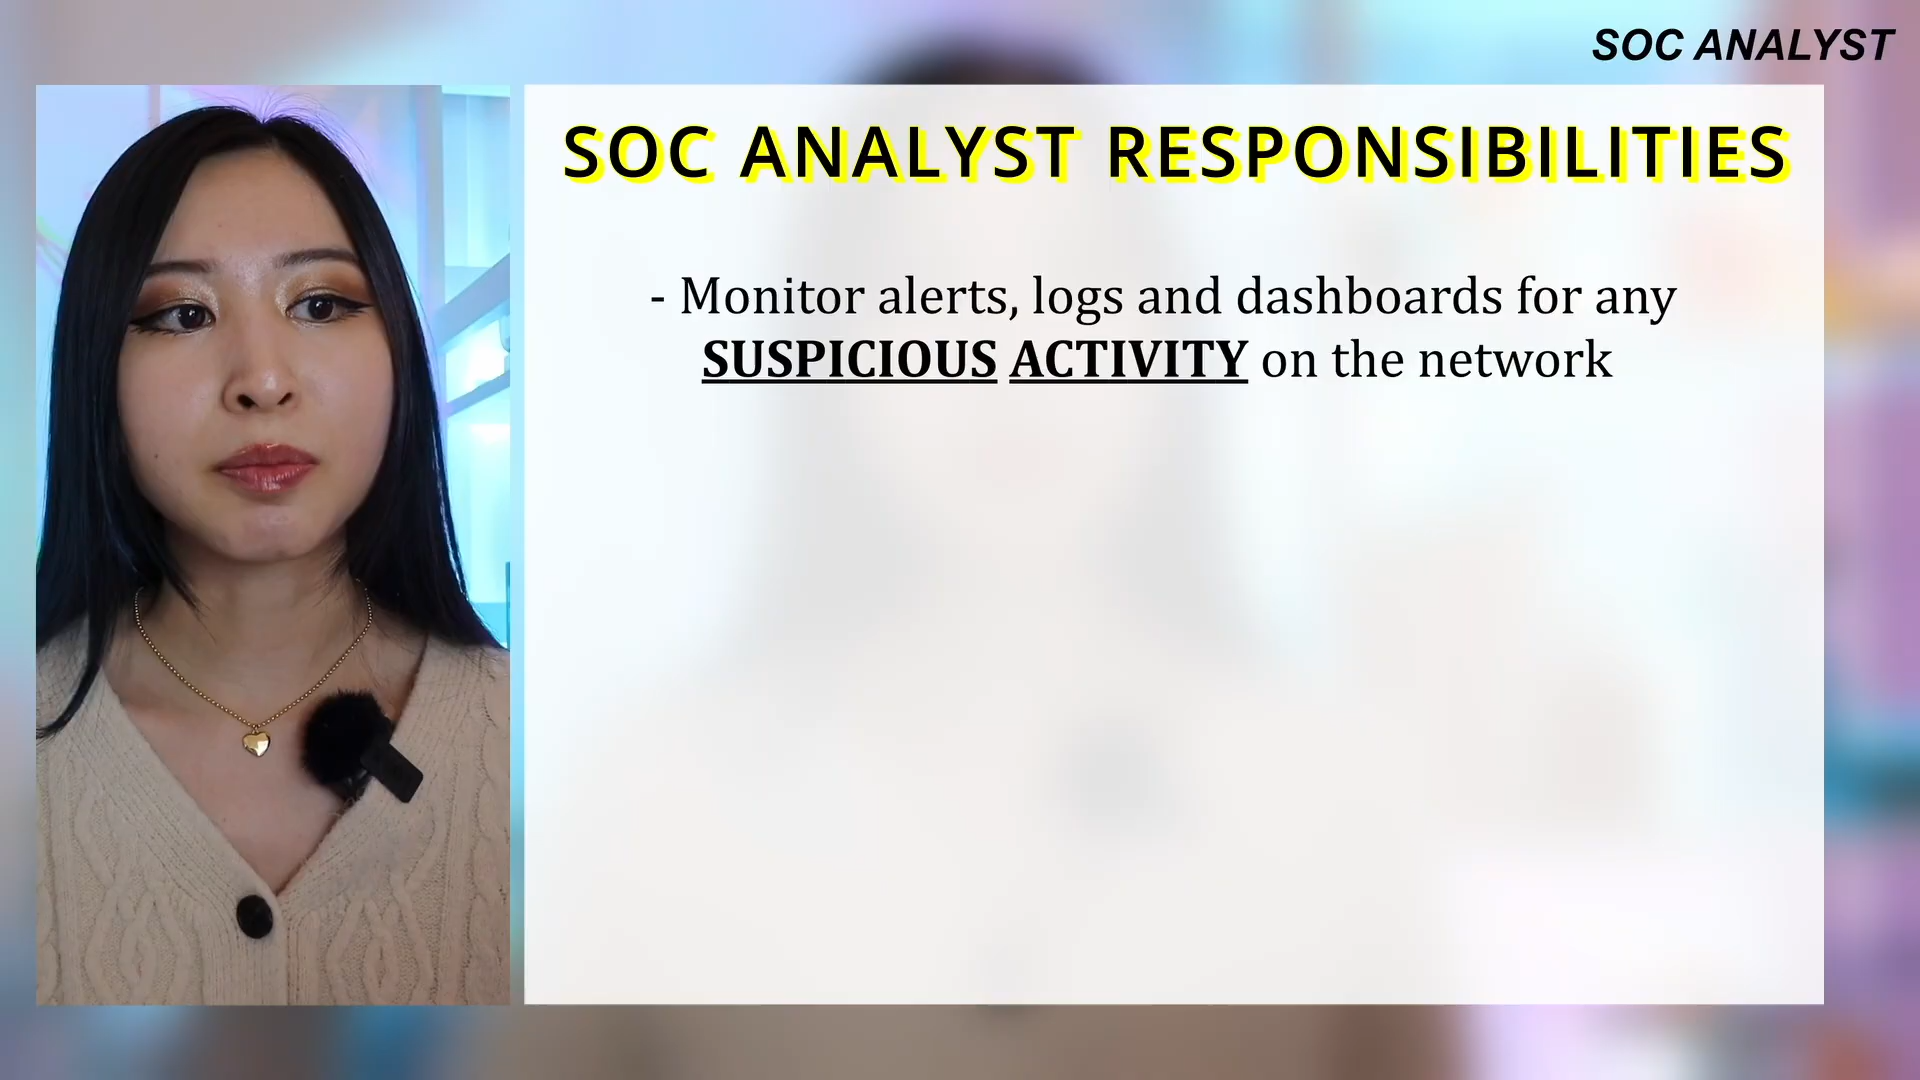 SOC ANALYST
SOC ANALYST RESPONSIBILITIES
- Monitor alerts, logs and dashboards for any
SUSPICIOUS ACTIVITY on the network